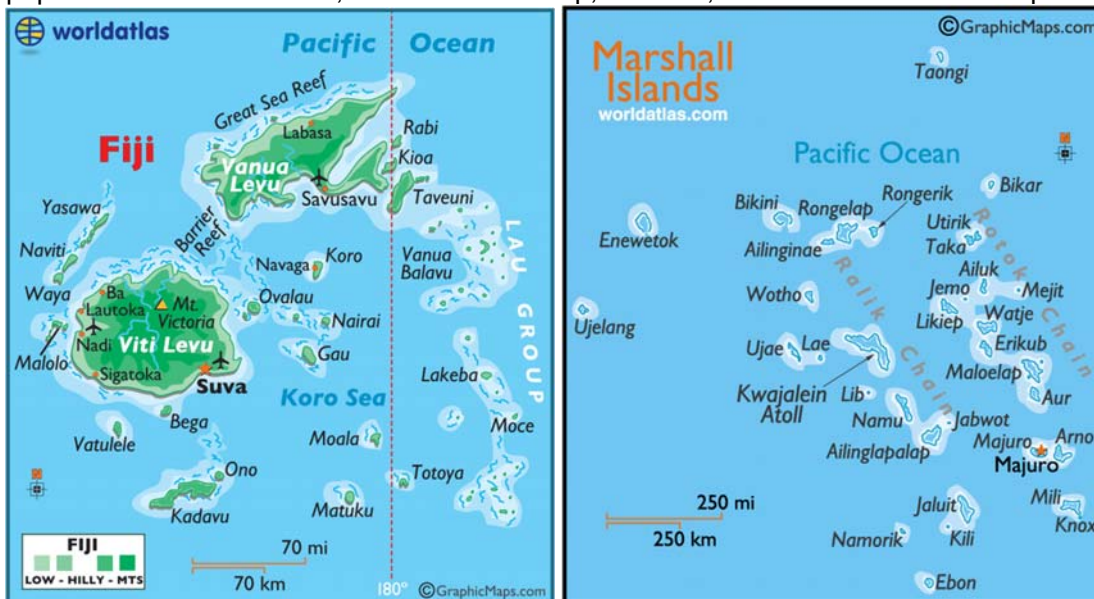 worldatlas
Pacific Ocean
Great Sea Reef
Labasa
Rabi
Fiji
Kioa
Vanua
Levu
Savusavu
Taveuni
Yasawa
Barrier
Reef
Naviti
Koro
Navaga
Vanua
Balavu
LAU GROUP
Waya
Ba
Lautoka
Mt.
Victoria
Ovalau
Nairai
Nadi
Viti Levu
Malolo
Gau
Sigatoka
Suva
Lakeba
Koro Sea
Bega
Moce
Vatulele
Moala
Ono
Totoya
Kadavu
Matuku
FIJI
LOW - HILLY - MTS
70 mi
70 km
180°
©GraphicMaps.com
©GraphicMaps.com
Marshall
Islands
worldatlas.com
Taongi
Pacific Ocean
Bikar
Rongerik
Bikini
Rongelap
Utirik
Enewetok
Taka
Ailinginae
Ratok Chain
Ralik Chain
Ailuk
Wotho
Jemo
Mejit
Ujelang
Likiep
Watje
Ujae
Lae
Erikub
Maloelap
Kwajalein
Atoll
Lib
Aur
Namu
Jabwot
Ailinglapalap
Majuro
Arno
Majuro
250 mi
250 km
Jaluit
Mili
Knox
Namorik
Kili
Ebon